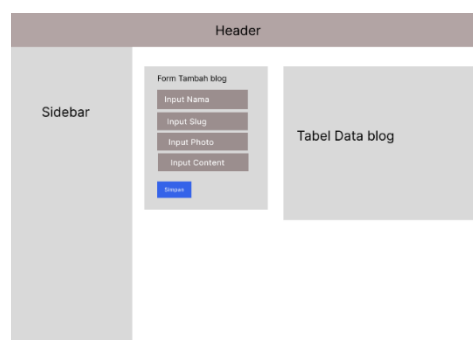 Header
Sidebar
Form Tambah blog
Input Nama
Input Slug
Input Photo
Input Content
Simpan
Tabel Data blog